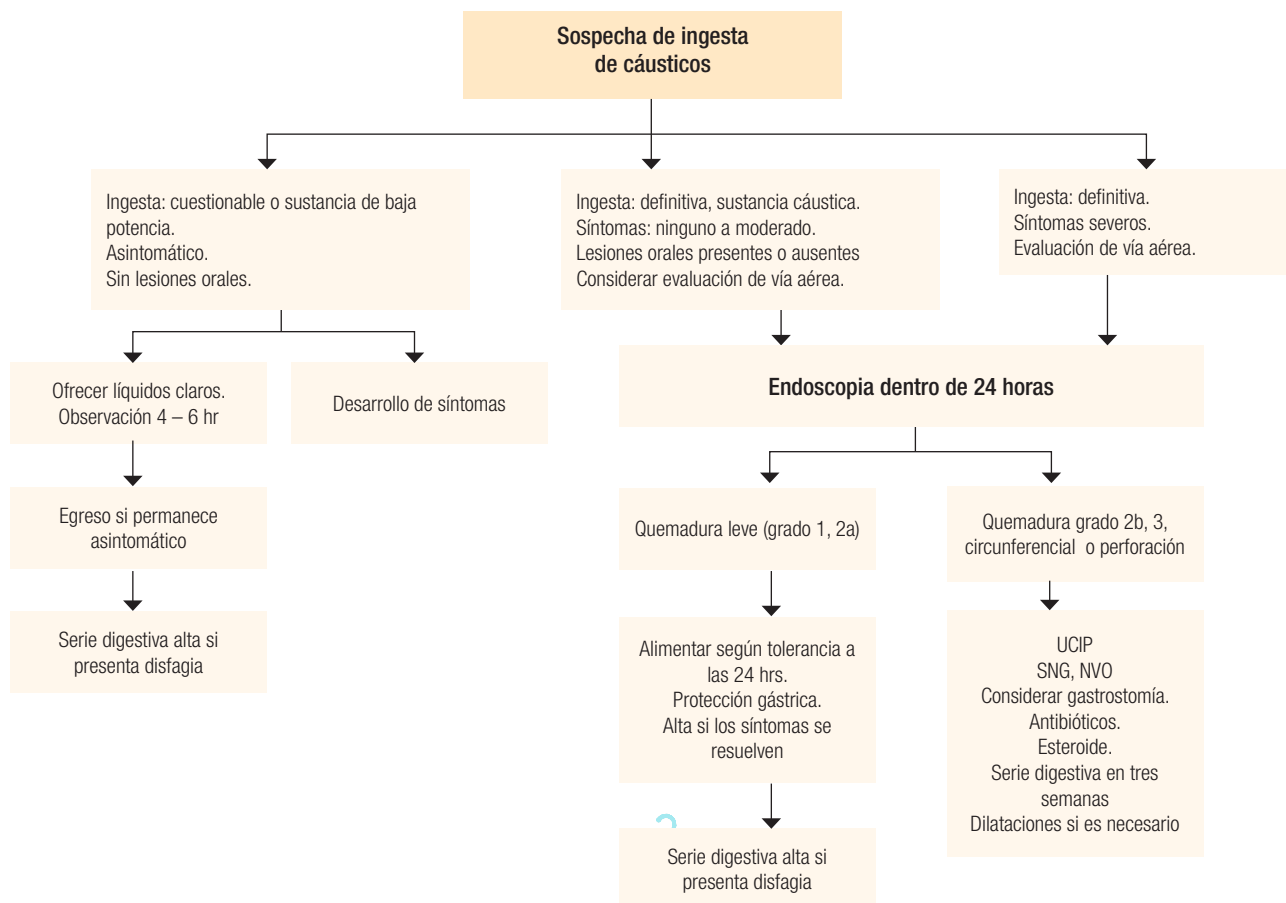 Sospecha de ingesta
de cáusticos
Ingesta: cuestionable o sustancia de baja
potencia.
Asintomático.
Sin lesiones orales.
Ingesta: definitiva, sustancia cáustica.
Síntomas: ninguno a moderado.
Lesiones orales presentes o ausentes
Considerar evaluación de vía aérea.
Ingesta: definitiva.
Síntomas severos.
Evaluación de vía aérea.
Ofrecer líquidos claros.
Observación 4 – 6 hr
Desarrollo de síntomas
Endoscopia dentro de 24 horas
Egreso si permanece
asintomático
Quemadura leve (grado 1, 2a)
Quemadura grado 2b, 3,
circunferencial o perforación
Serie digestiva alta si
presenta disfagia
Alimentar según tolerancia a
las 24 hrs.
Protección gástrica.
Alta si los síntomas se
resuelven
UCIP
SNG, NVO
Considerar gastrostomía.
Antibióticos.
Esteroide.
Serie digestiva en tres
semanas
Dilataciones si es necesario
Serie digestiva alta si
presenta disfagia